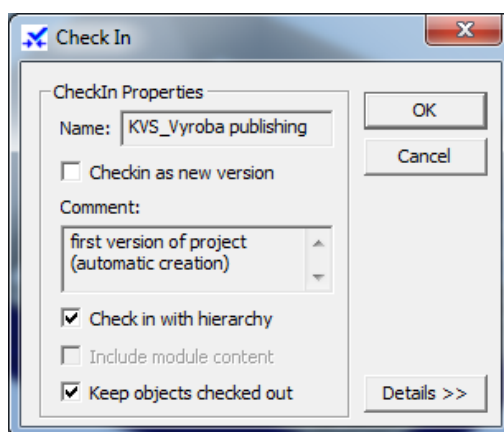 Check In
CheckIn Properties
Name: KVS_Vyroba publishing
Checkin as new version
Comment:
first version of project
(automatic creation)
Check in with hierarchy
Include module content
Keep objects checked out
OK
Cancel
Details >>